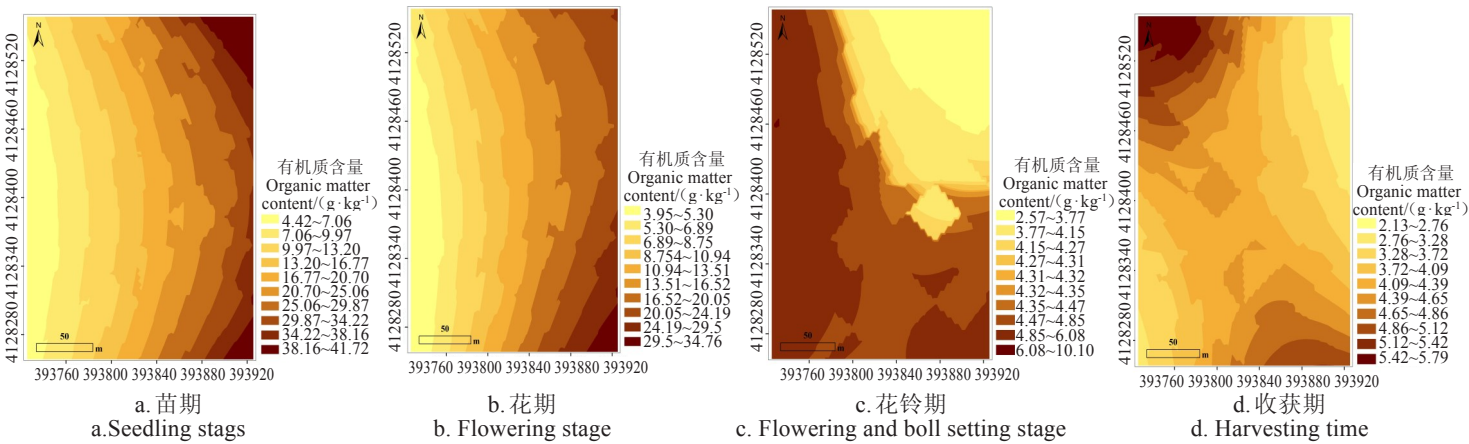 N
4128520
4128460
4128400
4128340
4128280
50
m
393760 393800 393840 393880 393920
有机质含量
Organic matter
content/(g·kg⁻¹)
4.42~7.06
7.06~9.97
9.97~13.20
13.20~16.77
16.77~20.70
20.70~25.06
25.06~29.87
29.87~34.22
34.22~38.16
38.16~41.72
a.苗期
a.Seedling stags
N
4128520
4128460
4128400
4128340
4128280
50
m
393760 393800 393840 393880 393920
有机质含量
Organic matter
content/(g·kg⁻¹)
3.95~5.30
5.30~6.89
6.89~8.75
8.754~10.94
10.94~13.51
13.51~16.52
16.52~20.05
20.05~24.19
24.19~29.5
29.5~34.76
b.花期
b. Flowering stage
N
4128520
4128460
4128400
4128340
4128280
50
m
393760 393800 393840 393880 393920
有机质含量
Organic matter
content/(g·kg⁻¹)
2.57~3.77
3.77~4.15
4.15~4.27
4.27~4.31
4.31~4.32
4.32~4.35
4.35~4.47
4.47~4.85
4.85~6.08
6.08~10.10
c.花铃期
c. Flowering and boll setting stage
N
4128520
4128460
4128400
4128340
4128280
50
m
393760 393800 393840 393880 393920
有机质含量
Organic matter
content/(g·kg⁻¹)
2.13~2.76
2.76~3.28
3.28~3.72
3.72~4.09
4.09~4.39
4.39~4.65
4.65~4.86
4.86~5.12
5.12~5.42
5.42~5.79
d.收获期
d. Harvesting time